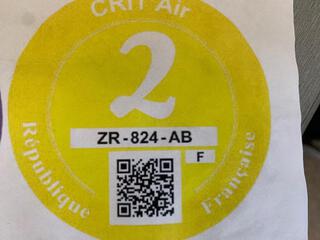 CRIT'Air
2
ZR-824-AB
F
République
Française